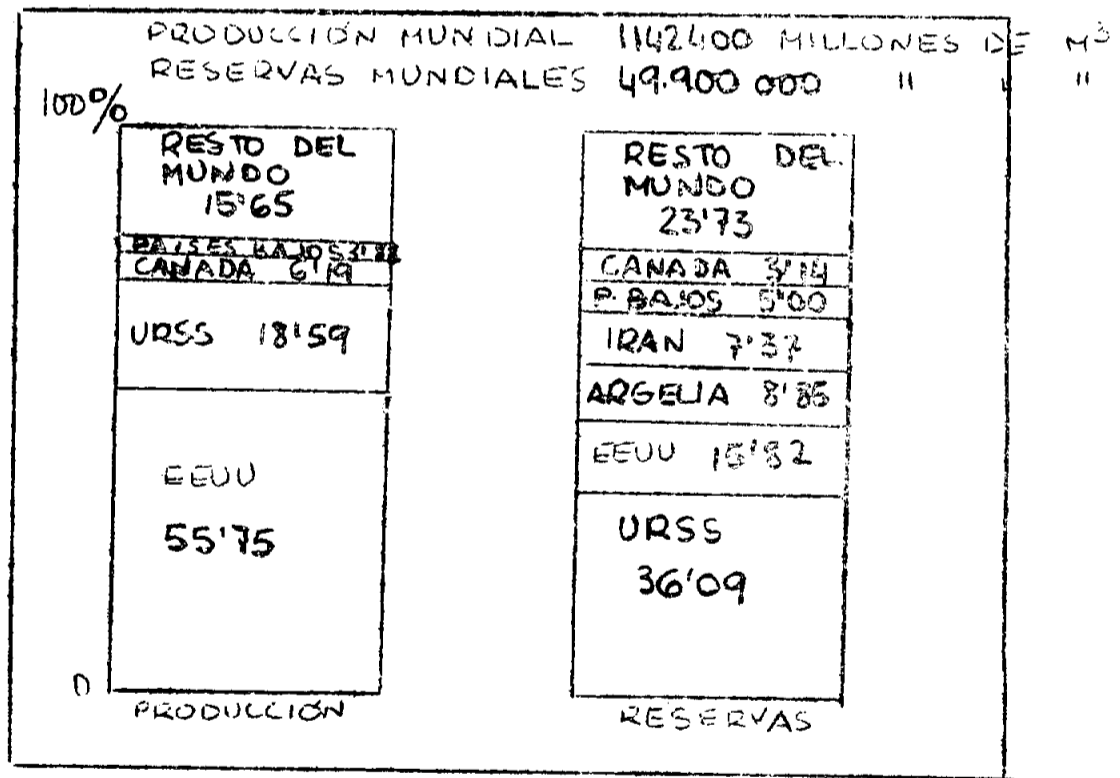 PRODUCCIÓN MUNDIAL 1142400 MILLONES DE M³
RESERVAS MUNDIALES 49.900 000 " " "
100%
RESTO DEL
MUNDO
15'65
PAISES BAJOS 3'82
CANADA 6'19
URSS 18'59
EEUU
55'75
0
PRODUCCIÓN
RESTO DEL
MUNDO
23'73
CANADA 3'14
P. BAJOS 5'00
IRAN 7'37
ARGELIA 8'85
EEUU 15'82
URSS
36'09
RESERVAS